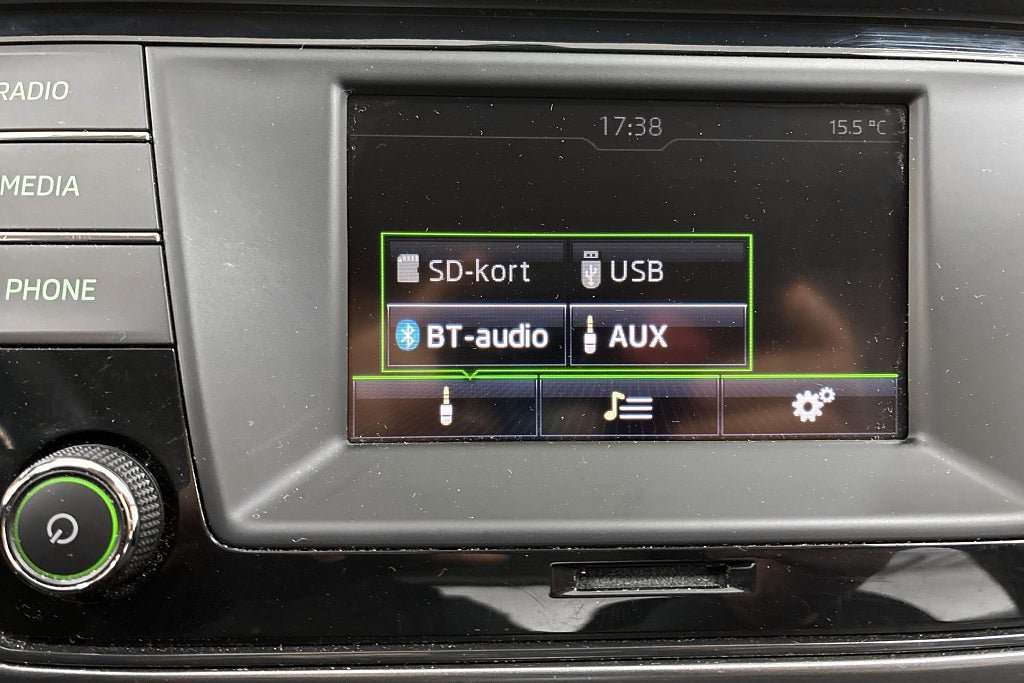 RADIO
MEDIA
PHONE
17:38
15.5 °C
SD-kort
USB
BT-audio
AUX